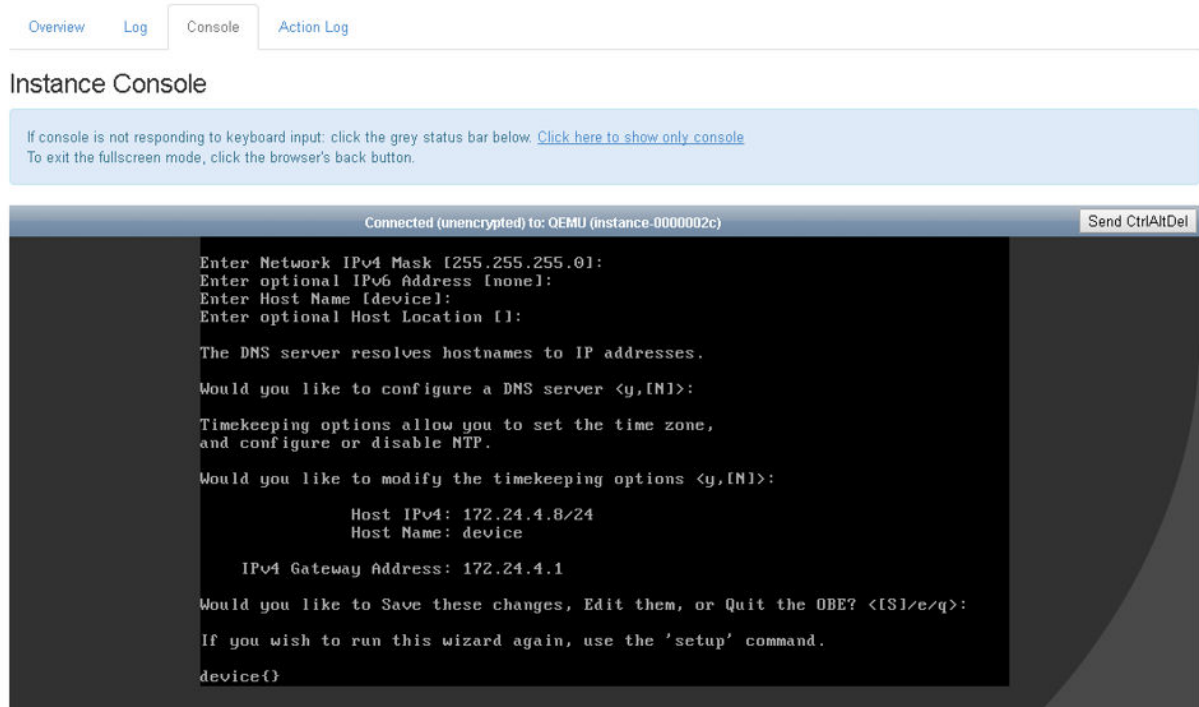 Overview Log Console Action Log
Instance Console
If console is not responding to keyboard input: click the grey status bar below. Click here to show only console
To exit the fullscreen mode, click the browser's back button.
Connected (unencrypted) to: QEMU (instance-0000002c) Send CtrlAltDel
Enter Network IPv4 Mask [255.255.255.0]:
Enter optional IPv6 Address [none]:
Enter Host Name [device]:
Enter optional Host Location []:
The DNS server resolves hostnames to IP addresses.
Would you like to configure a DNS server <y,[N]>:
Timekeeping options allow you to set the time zone,
and configure or disable NTP.
Would you like to modify the timekeeping options <y,[N]>:
Host IPv4: 172.24.4.8/24
Host Name: device
IPv4 Gateway Address: 172.24.4.1
Would you like to Save these changes, Edit them, or Quit the OBE? <[S]/e/q>:
If you wish to run this wizard again, use the 'setup' command.
device{}